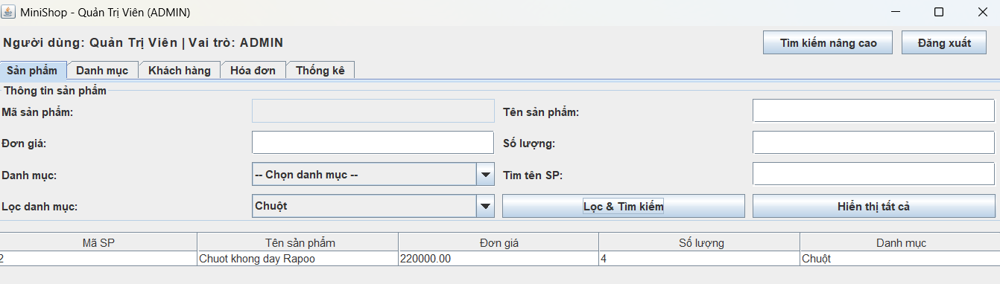 MiniShop - Quản Trị Viên (ADMIN)
Người dùng: Quản Trị Viên | Vai trò: ADMIN
Tìm kiếm nâng cao
Đăng xuất
Sản phẩm
Danh mục
Khách hàng
Hóa đơn
Thống kê
Thông tin sản phẩm
Mã sản phẩm:
Tên sản phẩm:
Đơn giá:
Số lượng:
Danh mục:
-- Chọn danh mục --
Tìm tên SP:
Lọc danh mục:
Chuột
Lọc & Tìm kiếm
Hiển thị tất cả
Mã SP Tên sản phẩm Đơn giá Số lượng Danh mục
2 Chuot khong day Rapoo 220000.00 4 Chuột